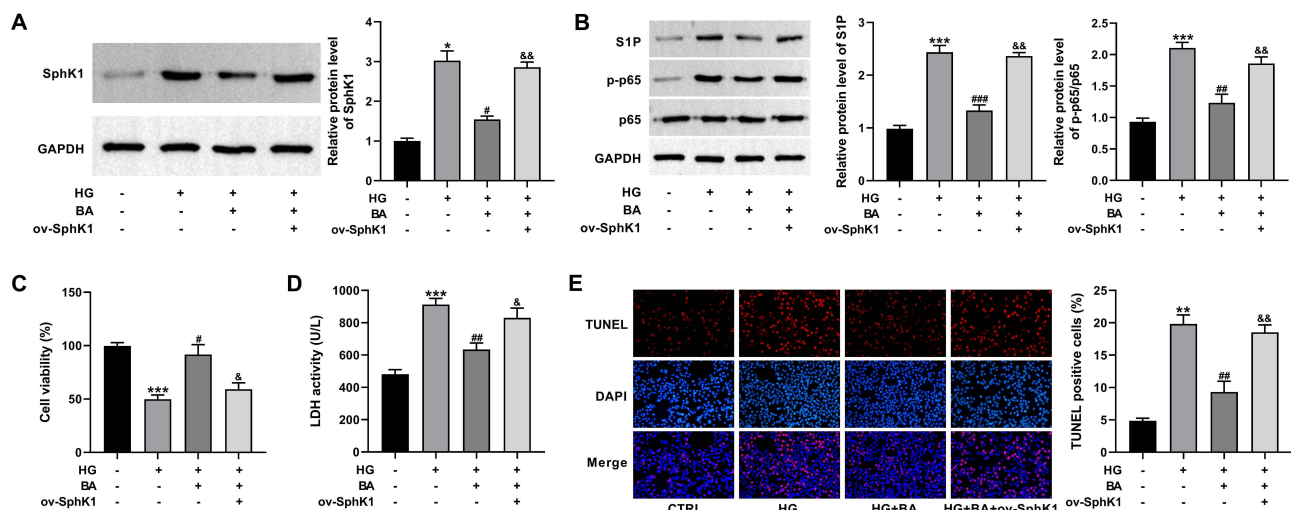 A
SphK1
GAPDH
HG - + + +
BA - - + +
ov-SphK1 - - - +
Relative protein level
of SphK1
4
3
2
1
0
*
#
&&
HG - + + +
BA - - + +
ov-SphK1 - - - +
B
S1P
p-p65
p65
GAPDH
HG - + + +
BA - - + +
ov-SphK1 - - - +
Relative protein level of S1P
3
2
1
0
***
###
&&
HG - + + +
BA - - + +
ov-SphK1 - - - +
Relative protein level
of p-p65/p65
2.5
2.0
1.5
1.0
0.5
0.0
***
##
&&
HG - + + +
BA - - + +
ov-SphK1 - - - +
C
Cell viability (%)
150
100
50
0
***
#
&
HG - + + +
BA - - + +
ov-SphK1 - - - +
D
LDH activity (U/L)
1000
800
600
400
200
0
***
##
&
HG - + + +
BA - - + +
ov-SphK1 - - - +
E
TUNEL
DAPI
Merge
CTRL HG HG+BA HG+BA+ov-SphK1
TUNEL positive cells (%)
25
20
15
10
5
0
**
##
&&
HG - + + +
BA - - + +
ov-SphK1 - - - +